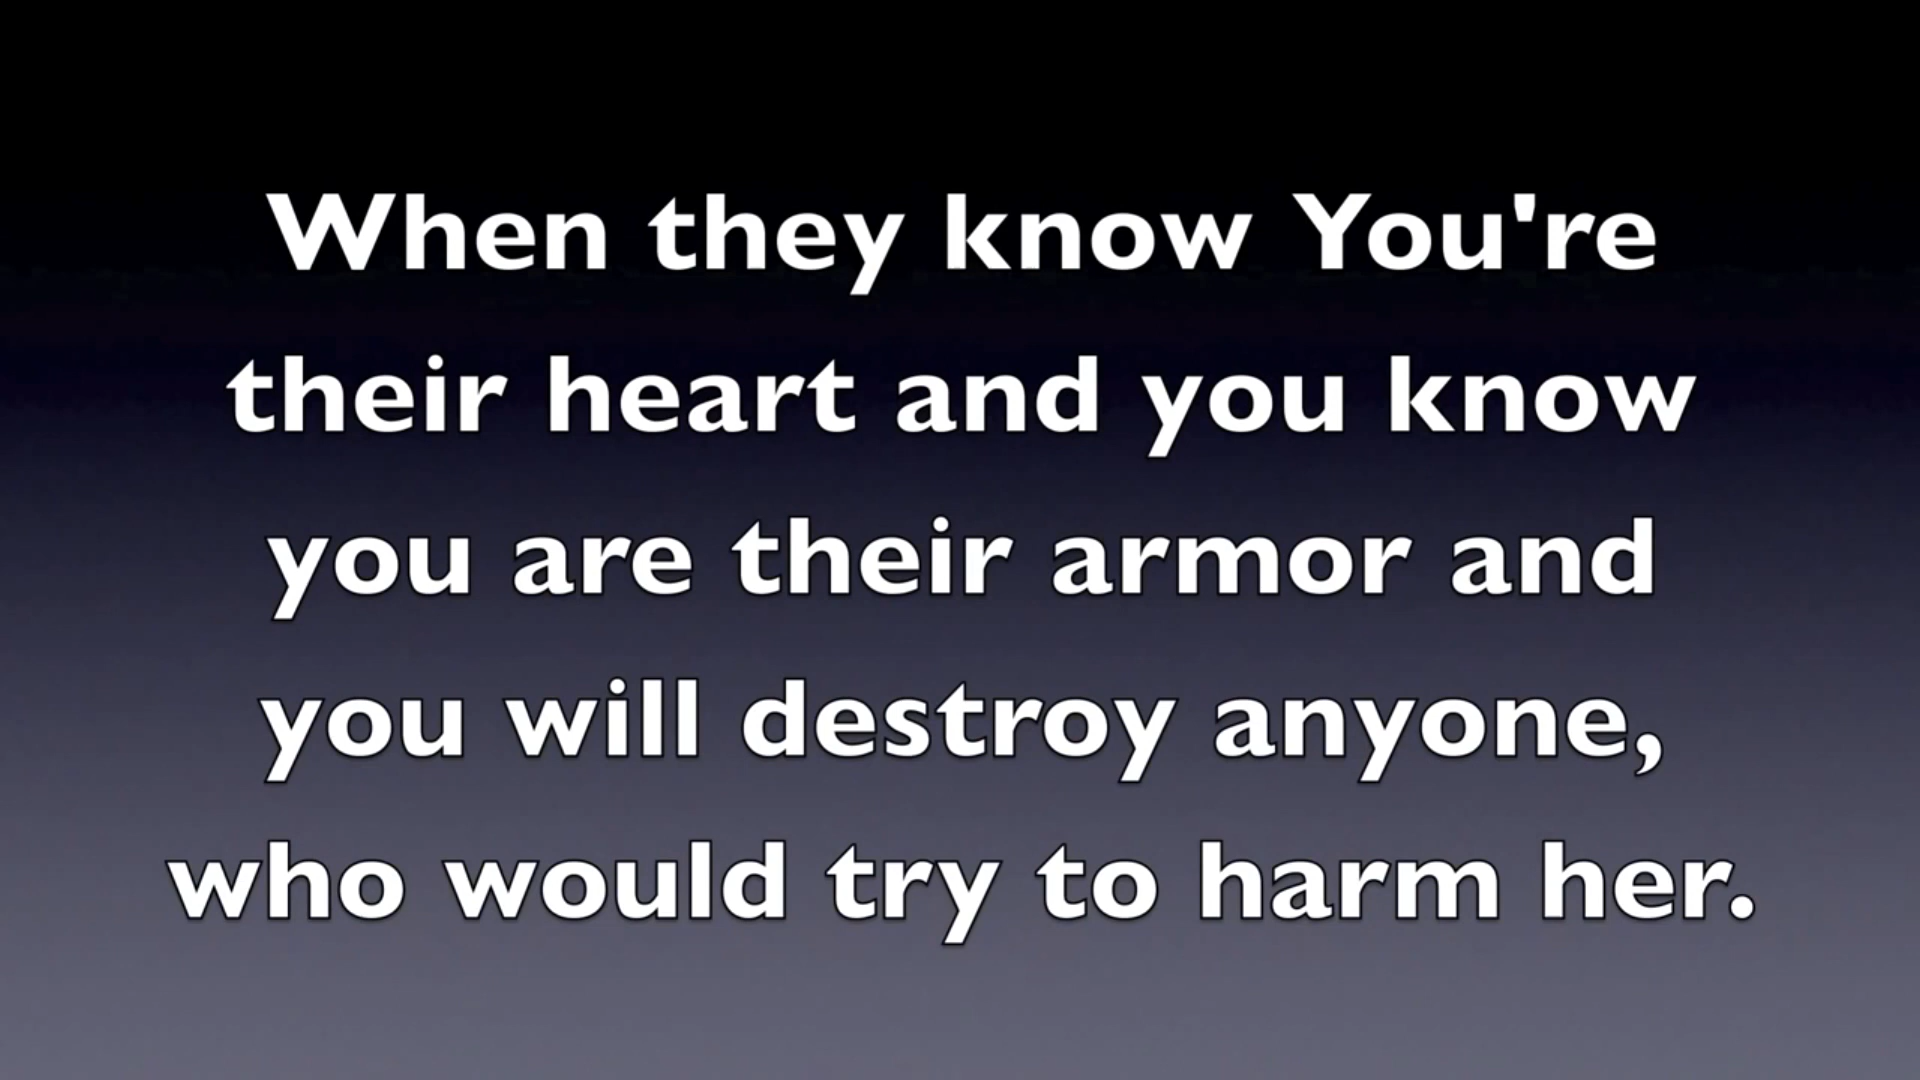 When they know You're
their heart and you know
you are their armor and
you will destroy anyone,
who would try to harm her.